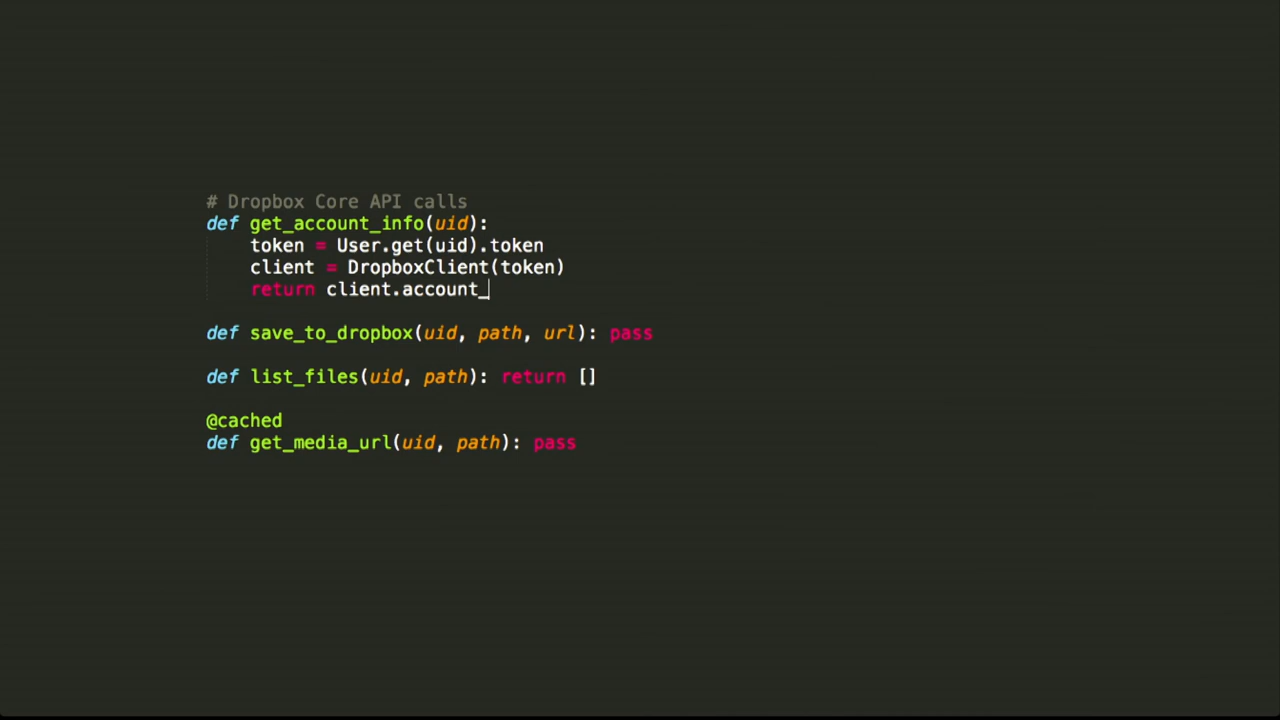 # Dropbox Core API calls
def get_account_info(uid):
    token = User.get(uid).token
    client = DropboxClient(token)
    return client.account_
def save_to_dropbox(uid, path, url): pass
def list_files(uid, path): return []
@cached
def get_media_url(uid, path): pass